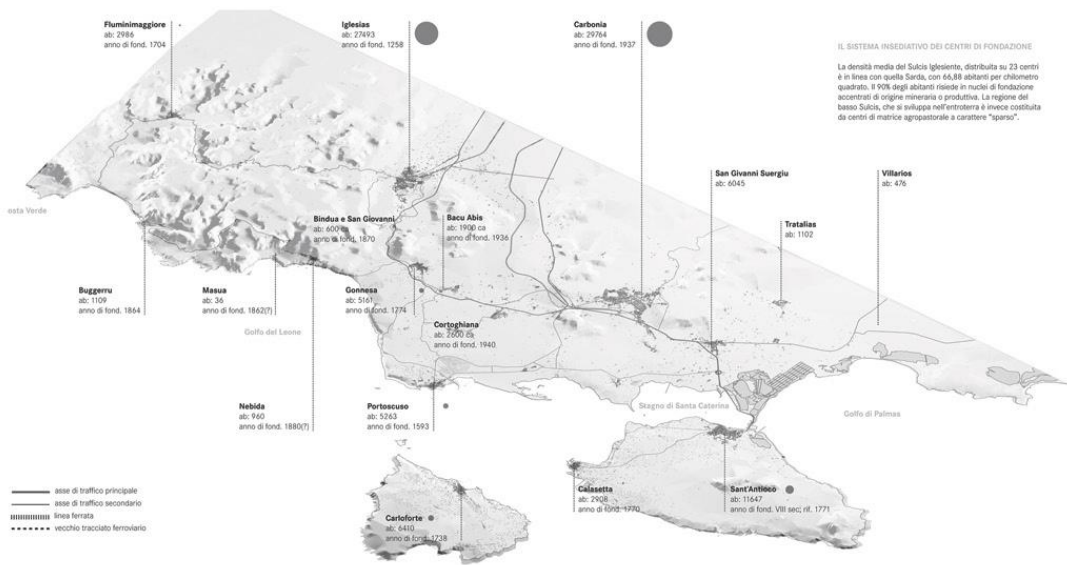 Fluminimaggiore
ab: 2986
anno di fond. 1704
Iglesias
ab: 27493
anno di fond. 1258
Carbonia
ab: 29764
anno di fond. 1937
IL SISTEMA INSEDIATIVO DEI CENTRI DI FONDAZIONE
La densità media del Sulcis Iglesiente, distribuita su 23 centri
è in linea con quella Sarda, con 66,88 abitanti per chilometro
quadrato. Il 90% degli abitanti risiede in nuclei di fondazione
accentrati di origine mineraria o produttiva. La regione del
basso Sulcis, che si sviluppa nell'entroterra è invece costituita
da centri di matrice agropastorale a carattere "sparso".
San Givanni Suergiu
ab: 6045
Villarios
ab: 476
osta Verde
Bindua e San Giovanni
ab: 600 ca
anno di fond. 1870
Bacu Abis
ab: 1900 ca
anno di fond. 1936
Tratalias
ab: 1102
Buggerru
ab: 1109
anno di fond. 1864
Masua
ab: 36
anno di fond. 1862(?)
Gonnesa
ab: 5161
anno di fond. 1774
Golfo del Leone
Cortoghiana
ab: 2600 ca
anno di fond. 1940
Nebida
ab: 960
anno di fond. 1880(?)
Portoscuso
ab: 5263
anno di fond. 1593
Stagno di Santa Caterina
Golfo di Palmas
asse di traffico principale
asse di traffico secondario
linea ferrata
vecchio tracciato ferroviario
Carloforte
ab: 6410
anno di fond. 1738
Calasetta
ab: 2908
anno di fond. 1770
Sant'Antioco
ab: 11647
anno di fond. VIII sec; rif. 1771